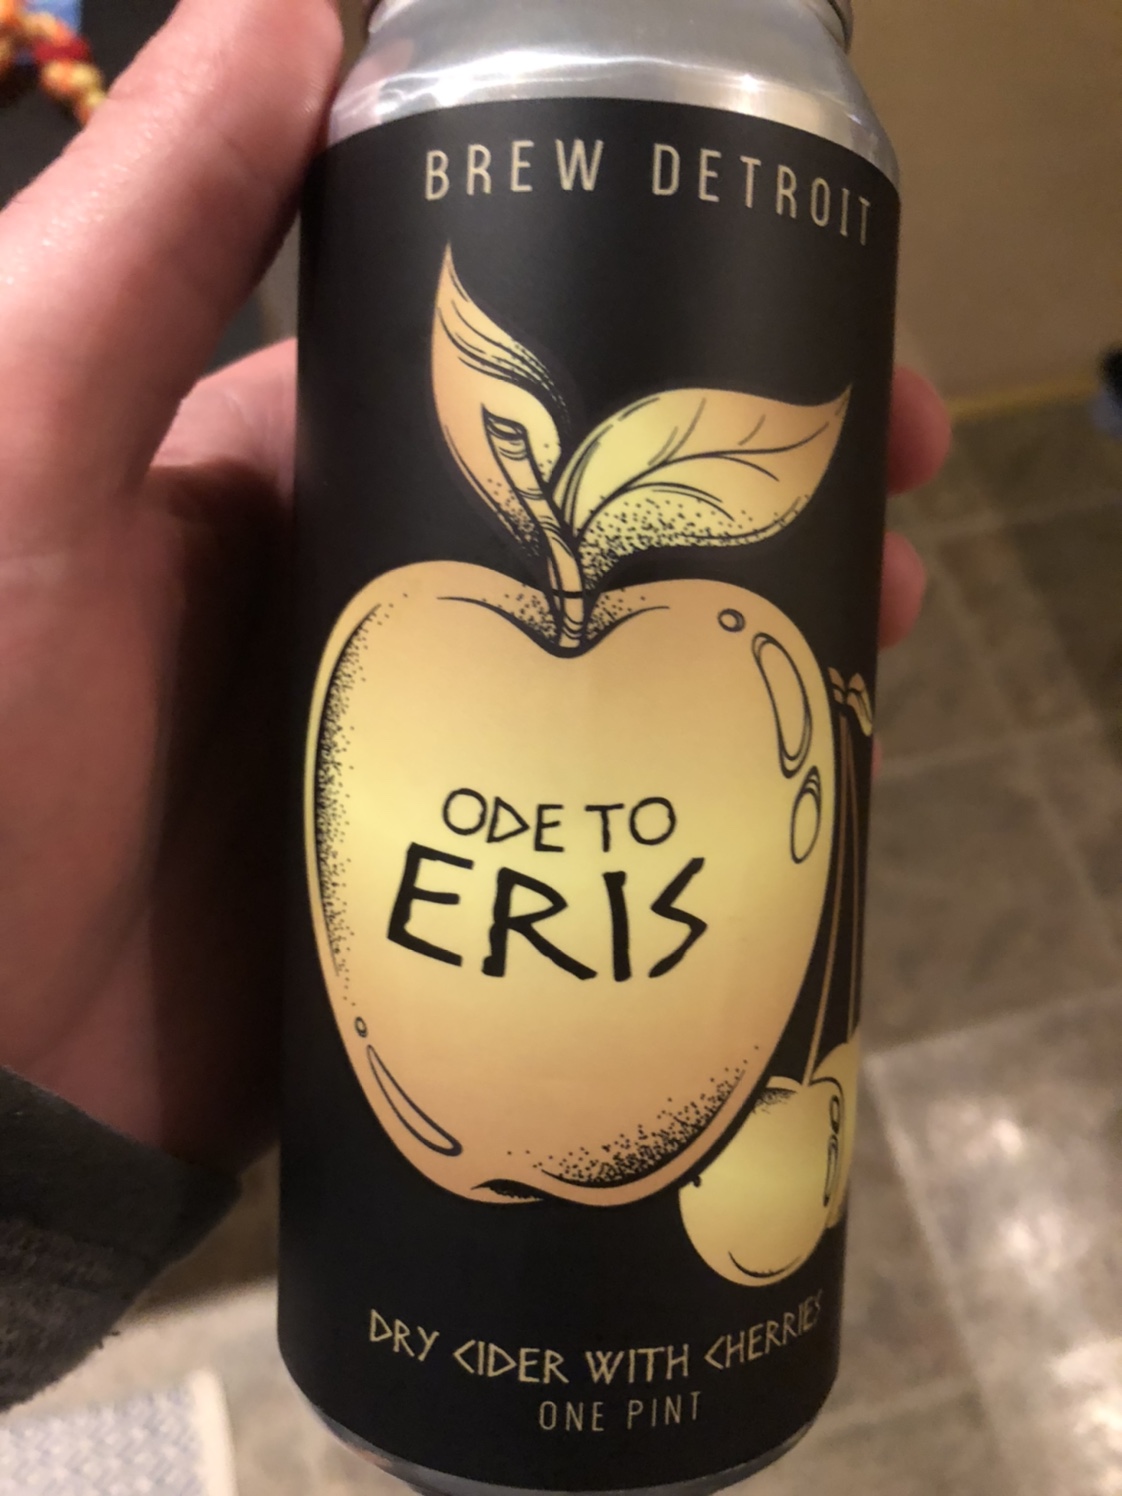 BREW DETROIT
ODE TO
ERIS
DRY CIDER WITH CHERRIES
ONE PINT